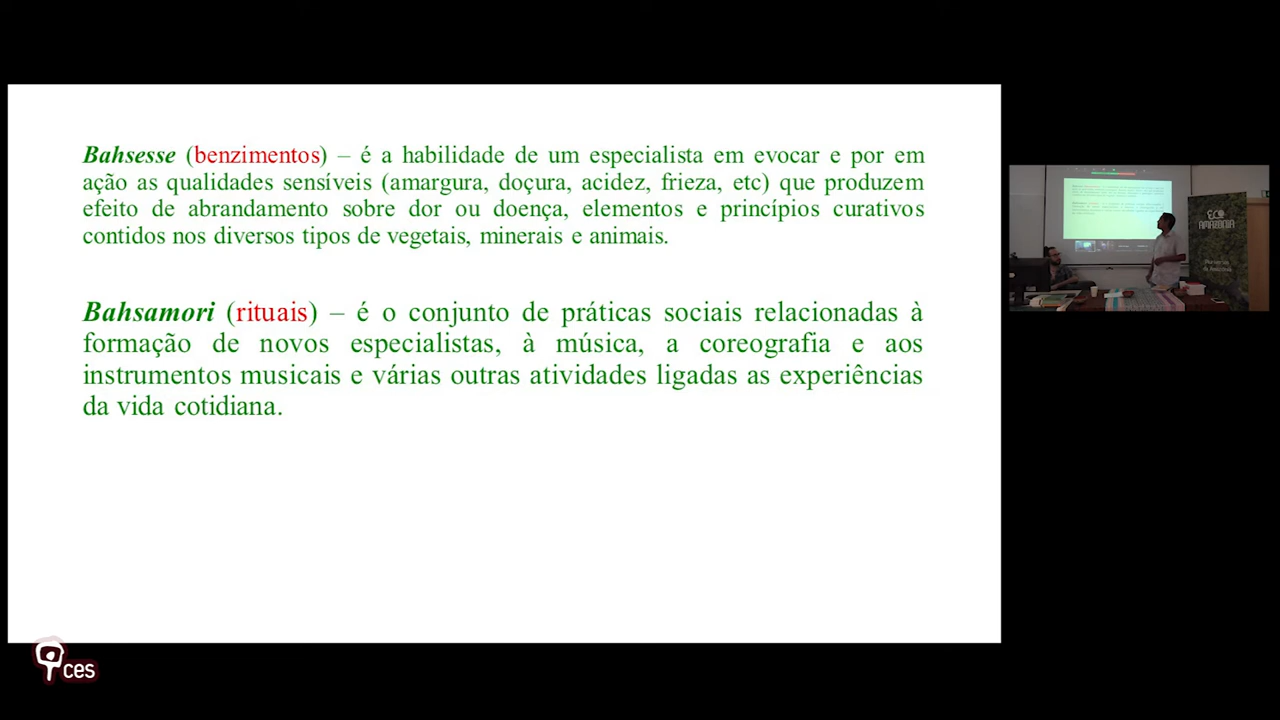 Bahsesse (benzimentos) – é a habilidade de um especialista em evocar e por em
ação as qualidades sensíveis (amargura, doçura, acidez, frieza, etc) que produzem
efeito de abrandamento sobre dor ou doença, elementos e princípios curativos
contidos nos diversos tipos de vegetais, minerais e animais.
Bahsamori (rituais) – é o conjunto de práticas sociais relacionadas à
formação de novos especialistas, à música, a coreografia e aos
instrumentos musicais e várias outras atividades ligadas as experiências
da vida cotidiana.
ECO
AMAZONIA
ces